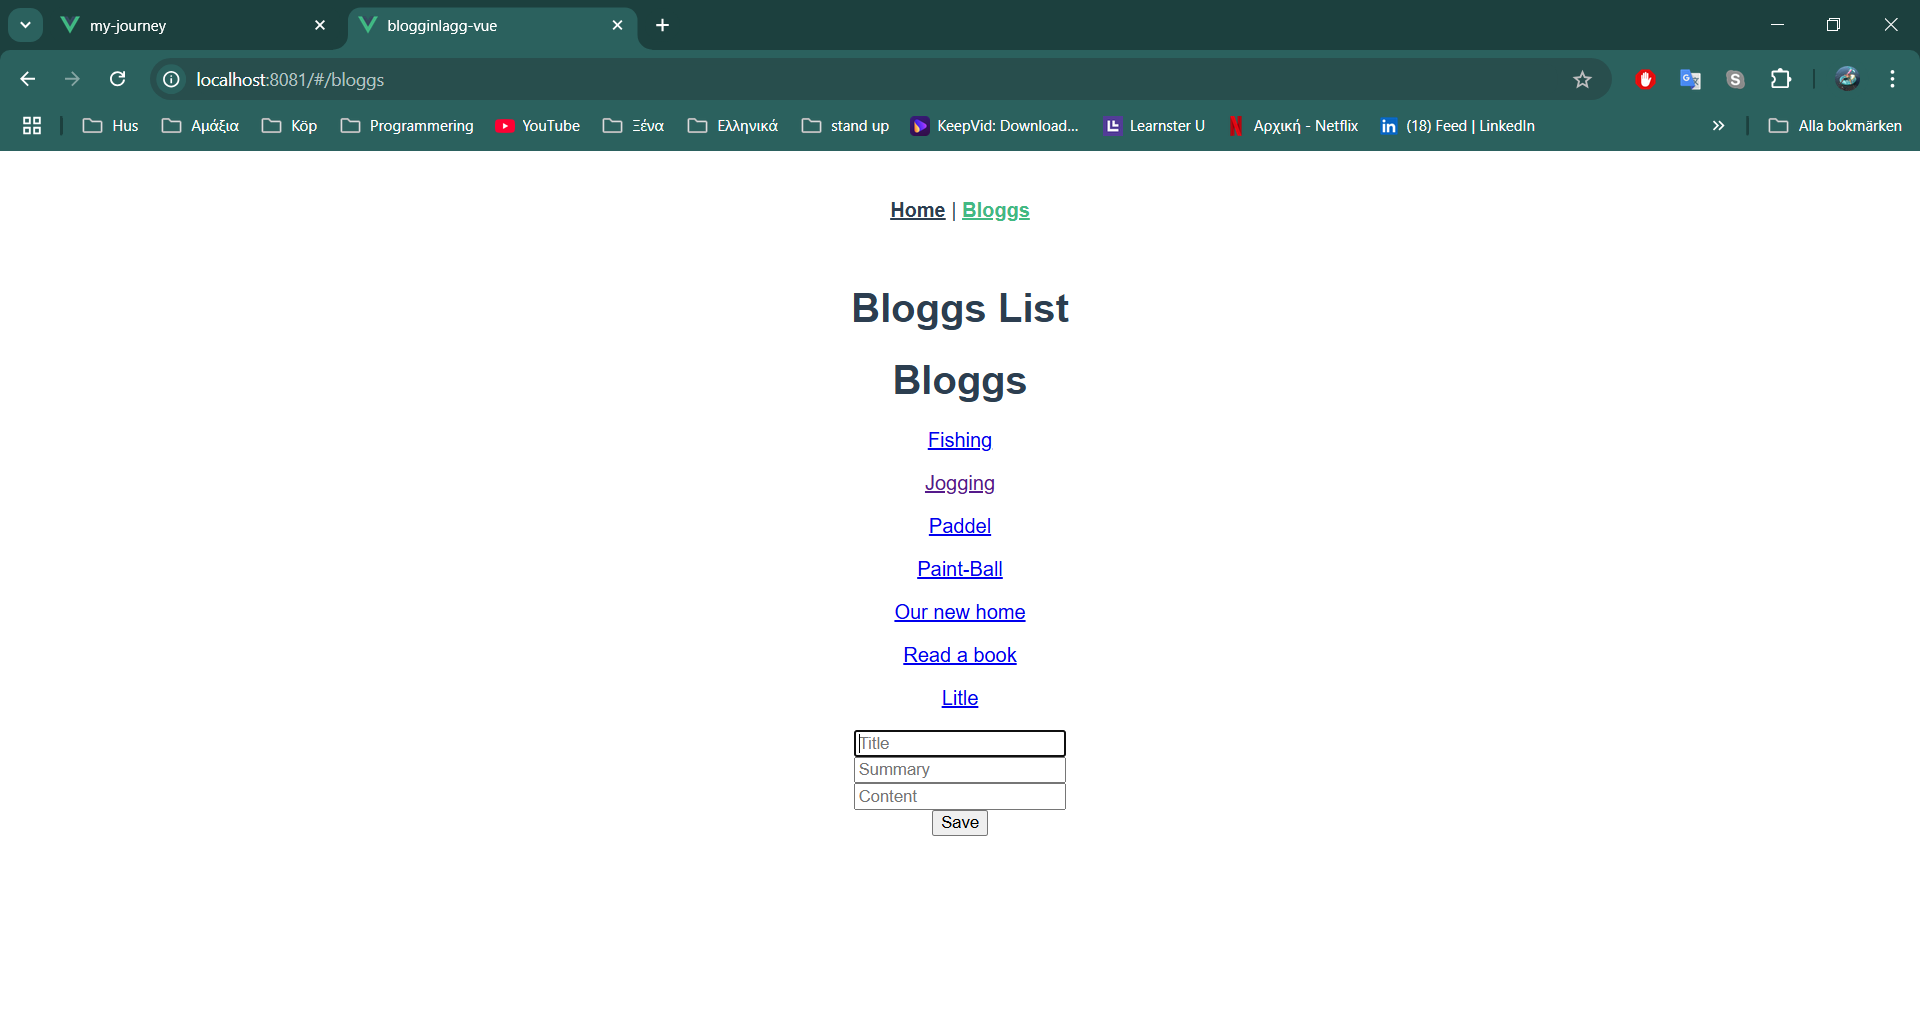 my-journey
blogginlagg-vue
localhost:8081/#/bloggs
Hus Αμάξια Köp Programmering YouTube Ξένα Ελληνικά stand up KeepVid: Download... Learnster U Αρχική - Netflix (18) Feed | LinkedIn Alla bokmärken
Home | Bloggs
Bloggs List
Bloggs
Fishing
Jogging
Paddel
Paint-Ball
Our new home
Read a book
Litle
Title
Summary
Content
Save